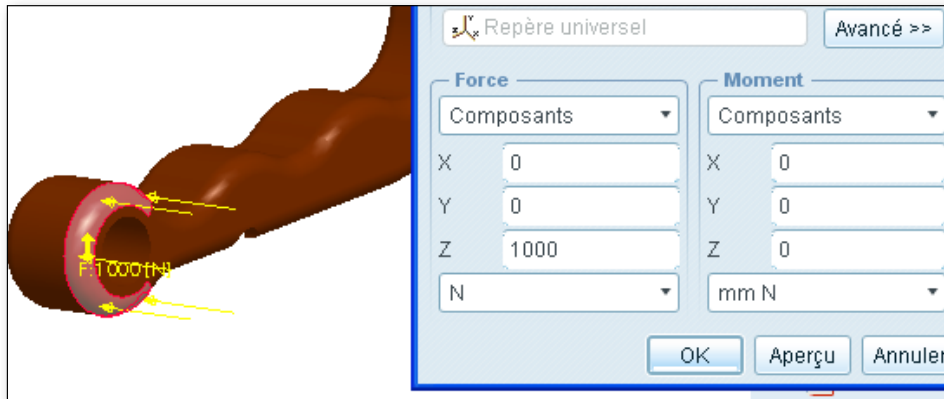 Repère universel
Avancé >>
Force
Moment
Composants
Composants
X 0
X 0
Y 0
Y 0
Z 1000
Z 0
N
mm N
OK
Aperçu
Annuler
F:1000[N]